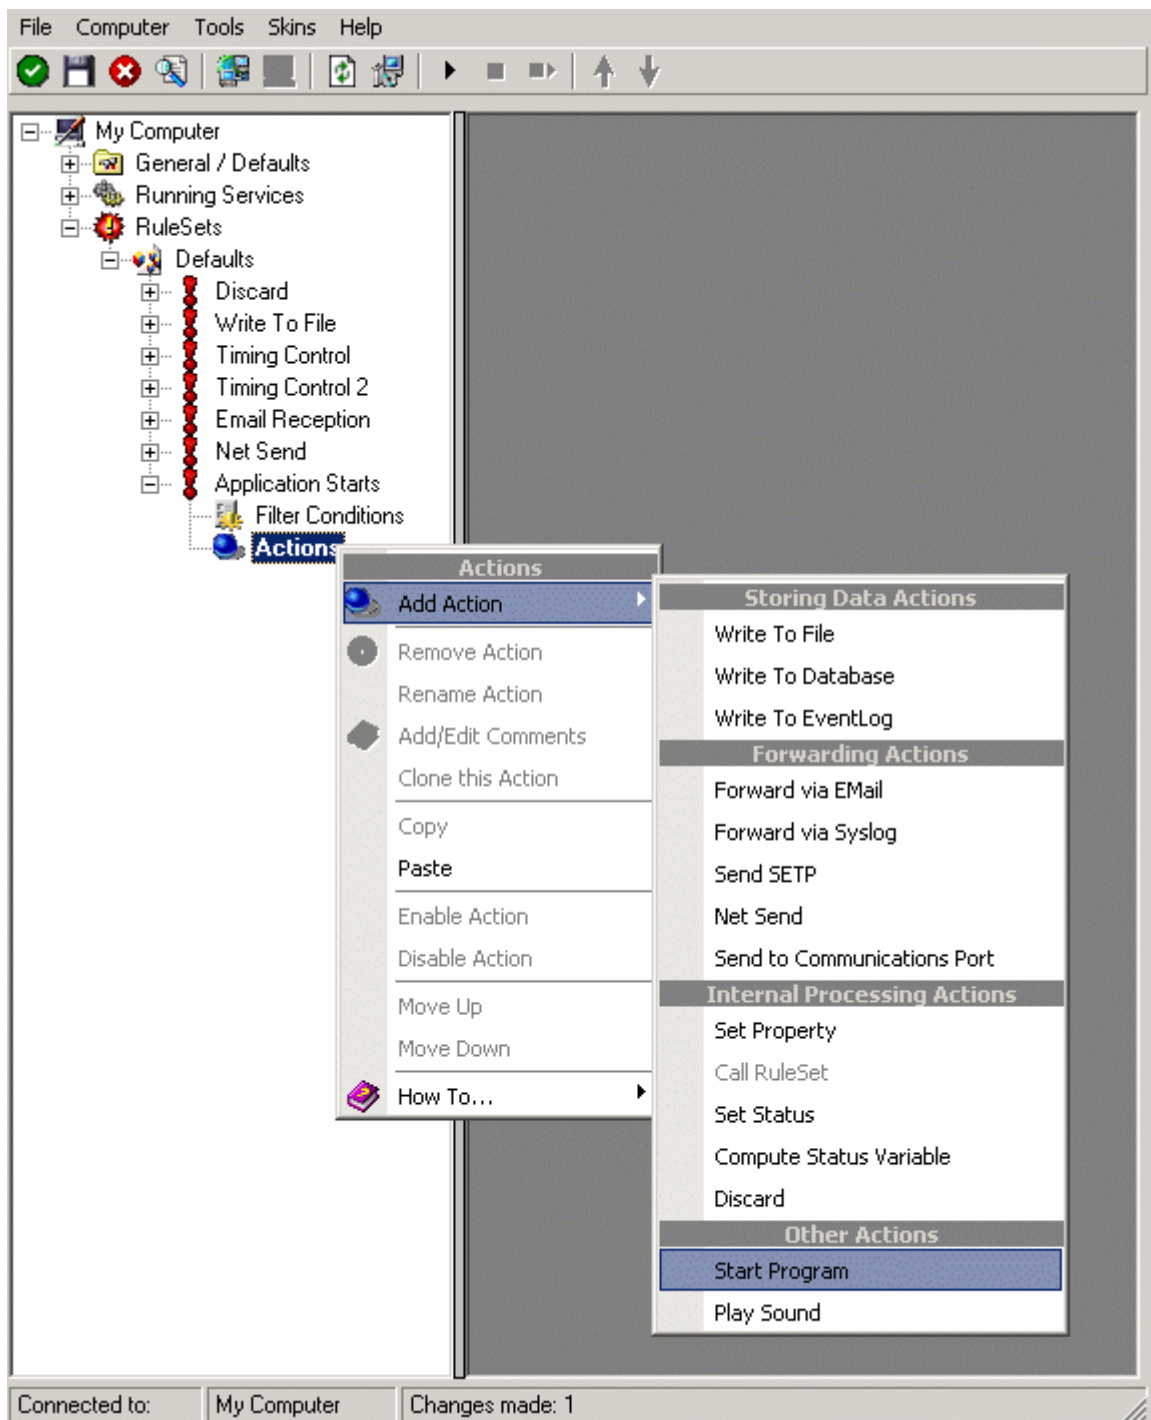 File Computer Tools Skins Help
My Computer
General / Defaults
Running Services
RuleSets
Defaults
Discard
Write To File
Timing Control
Timing Control 2
Email Reception
Net Send
Application Starts
Filter Conditions
Actions
Actions
Add Action
Remove Action
Rename Action
Add/Edit Comments
Clone this Action
Copy
Paste
Enable Action
Disable Action
Move Up
Move Down
How To...
Storing Data Actions
Write To File
Write To Database
Write To EventLog
Forwarding Actions
Forward via EMail
Forward via Syslog
Send SETP
Net Send
Send to Communications Port
Internal Processing Actions
Set Property
Call RuleSet
Set Status
Compute Status Variable
Discard
Other Actions
Start Program
Play Sound
Connected to: My Computer Changes made: 1